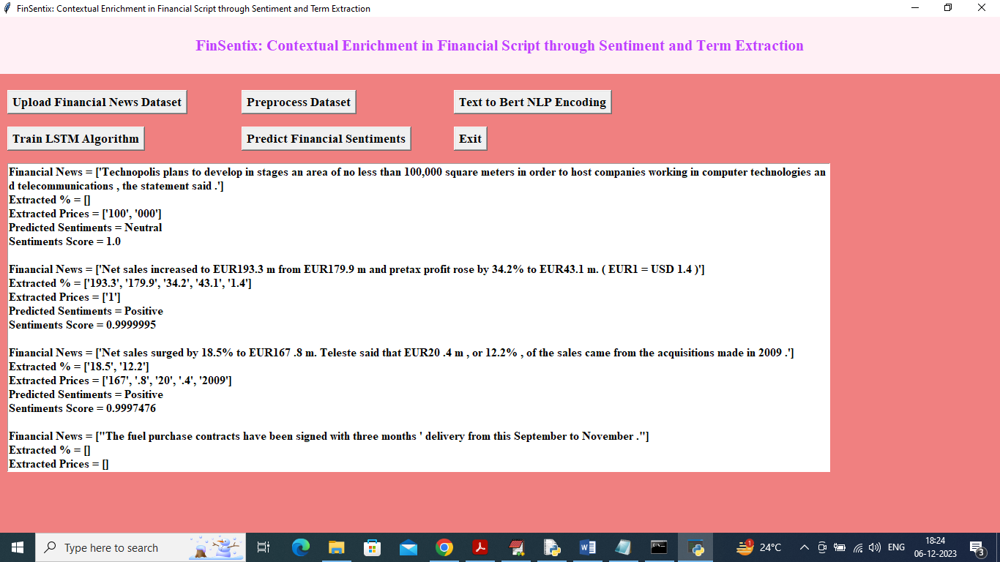 FinSentix: Contextual Enrichment in Financial Script through Sentiment and Term Extraction
FinSentix: Contextual Enrichment in Financial Script through Sentiment and Term Extraction
Upload Financial News Dataset
Preprocess Dataset
Text to Bert NLP Encoding
Train LSTM Algorithm
Predict Financial Sentiments
Exit
Financial News = ['Technopolis plans to develop in stages an area of no less than 100,000 square meters in order to host companies working in computer technologies an
d telecommunications , the statement said .']
Extracted % = []
Extracted Prices = ['100', '000']
Predicted Sentiments = Neutral
Sentiments Score = 1.0
Financial News = ['Net sales increased to EUR193.3 m from EUR179.9 m and pretax profit rose by 34.2% to EUR43.1 m. ( EUR1 = USD 1.4 )']
Extracted % = ['193.3', '179.9', '34.2', '43.1', '1.4']
Extracted Prices = ['1']
Predicted Sentiments = Positive
Sentiments Score = 0.9999995
Financial News = ['Net sales surged by 18.5% to EUR167 .8 m. Teleste said that EUR20 .4 m , or 12.2% , of the sales came from the acquisitions made in 2009 .']
Extracted % = ['18.5', '12.2']
Extracted Prices = ['167', '.8', '20', '.4', '2009']
Predicted Sentiments = Positive
Sentiments Score = 0.9997476
Financial News = ["The fuel purchase contracts have been signed with three months ' delivery from this September to November ."]
Extracted % = []
Extracted Prices = []
Type here to search
1
24°C
ENG
18:24
06-12-2023
3